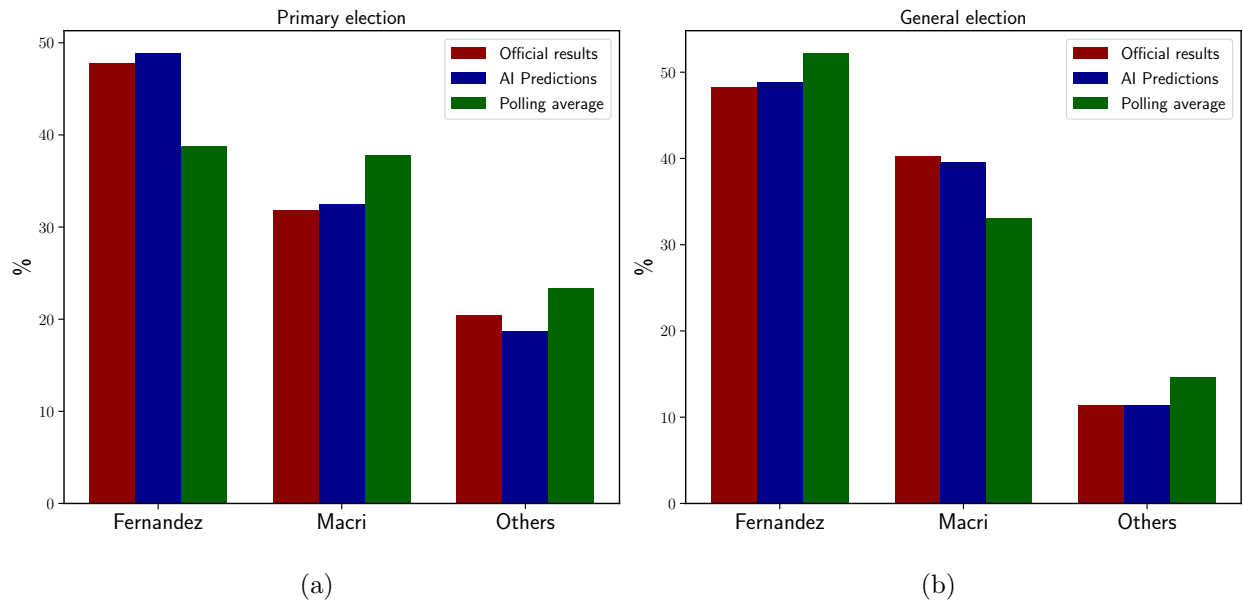 Primary election
50
40
30
20
10
0
%
Official results
AI Predictions
Polling average
Fernandez Macri Others
(a)
General election
50
40
30
20
10
0
%
Official results
AI Predictions
Polling average
Fernandez Macri Others
(b)